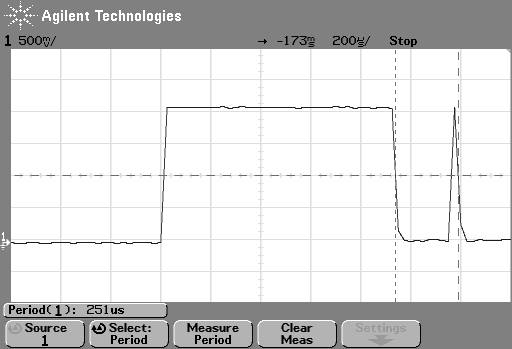 Agilent Technologies
1 500mV/ → -173ms 200us/ Stop
1
Period(1): 251us
Source Select: Measure Clear Settings
1 Period Period Meas